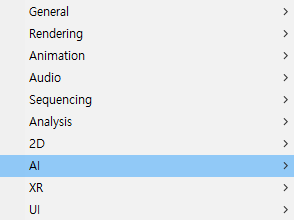 General
Rendering
Animation
Audio
Sequencing
Analysis
2D
AI
XR
UI